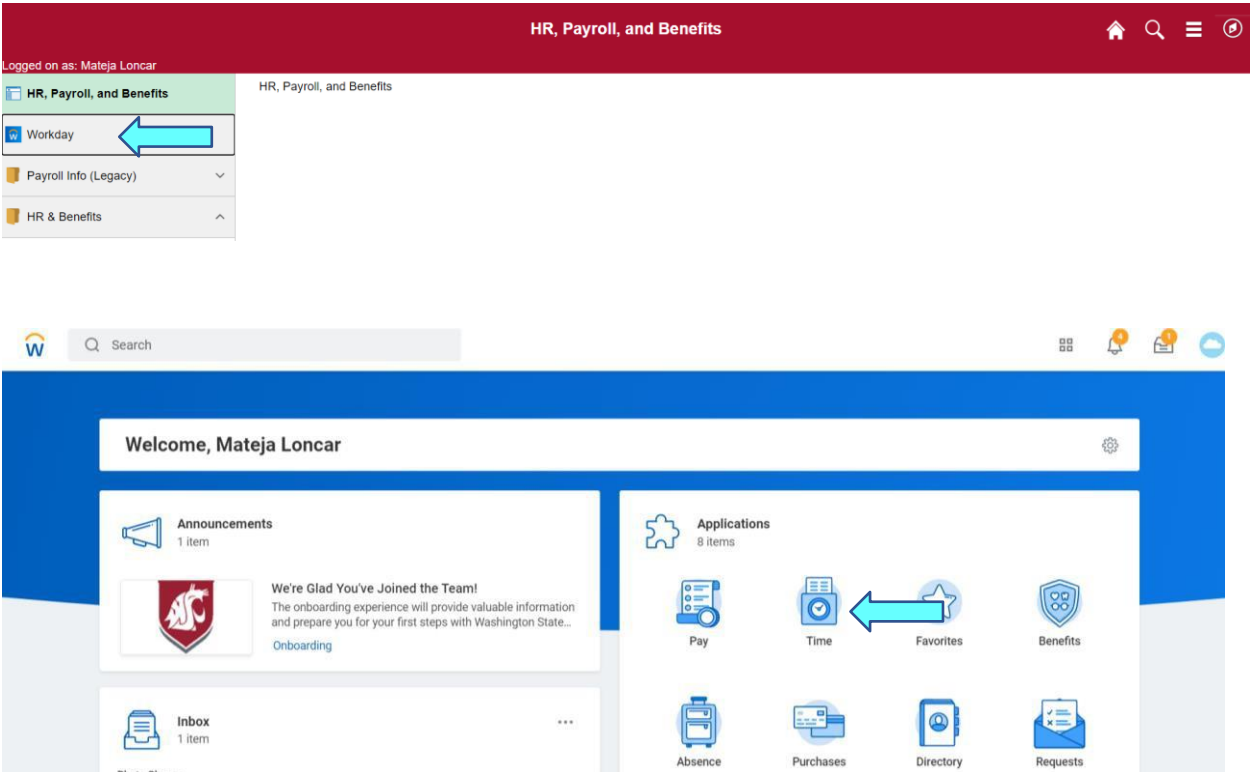 HR, Payroll, and Benefits
Logged on as: Mateja Loncar
HR, Payroll, and Benefits
HR, Payroll, and Benefits
Workday
Payroll Info (Legacy)
HR & Benefits
W
Search
4
1
Welcome, Mateja Loncar
Announcements
1 item
We're Glad You've Joined the Team!
The onboarding experience will provide valuable information
and prepare you for your first steps with Washington State...
Onboarding
Inbox
1 item
Applications
8 items
Pay
Time
Favorites
Benefits
Absence
Purchases
Directory
Requests